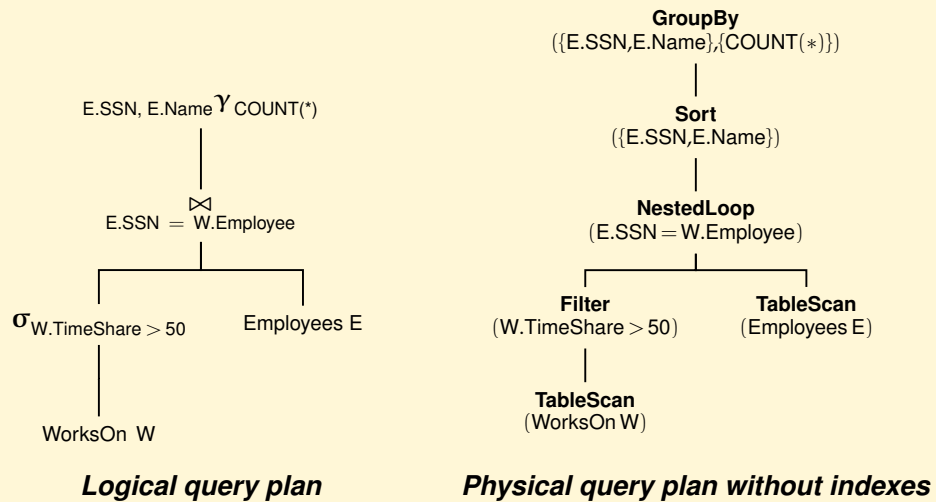 E.SSN, E.Name γ COUNT(*)
⋈
E.SSN = W.Employee
σ W.TimeShare > 50
Employees E
WorksOn W
Logical query plan
GroupBy
({E.SSN,E.Name},{COUNT(*)})
Sort
({E.SSN,E.Name})
NestedLoop
(E.SSN = W.Employee)
Filter
(W.TimeShare > 50)
TableScan
(Employees E)
TableScan
(WorksOn W)
Physical query plan without indexes